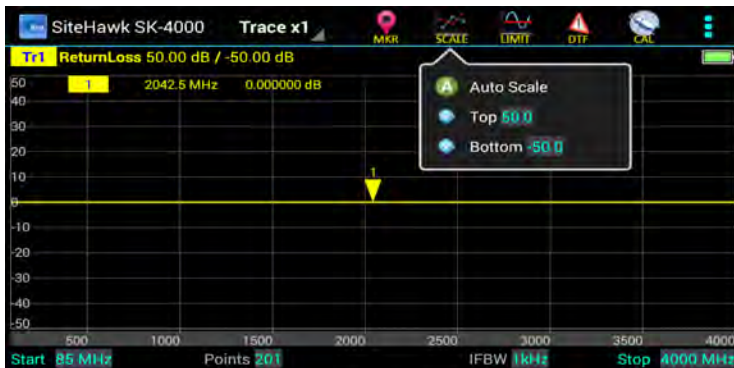 SiteHawk SK-4000 Trace x1 MKR SCALE LIMIT DTF CAL
Tr1 ReturnLoss 50.00 dB / -50.00 dB
1 2042.5 MHz 0.000000 dB
A Auto Scale
Top 50.0
Bottom -50.0
50
40
30
20
10
0
-10
-20
-30
-40
-50
1
500 1000 1500 2000 2500 3000 3500 4000
Start 85 MHz Points 201 IFBW 1kHz Stop 4000 MHz